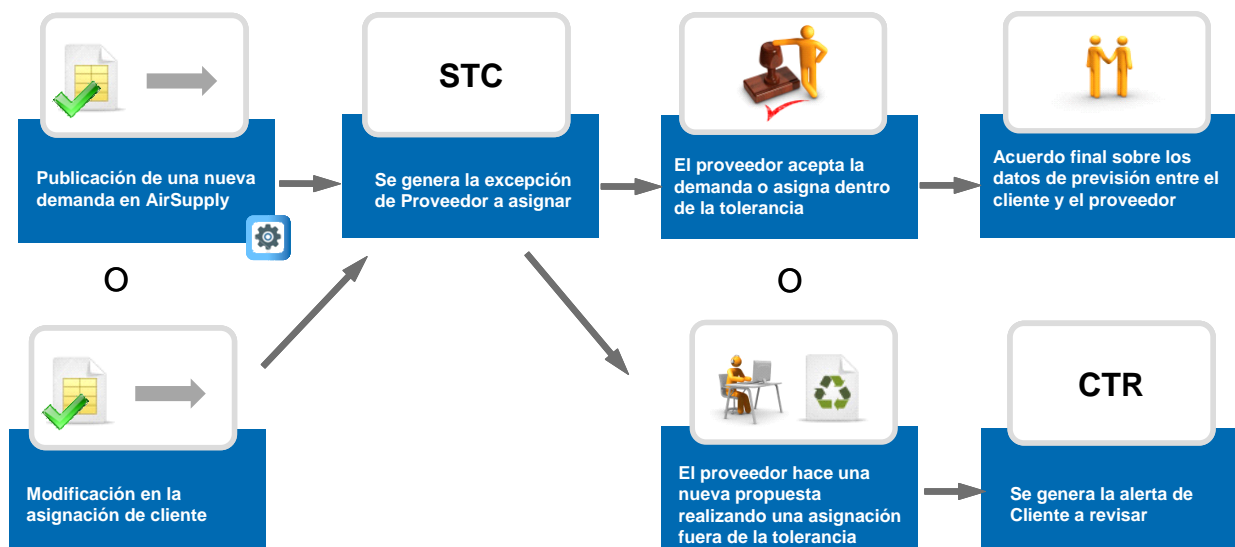 Publicación de una nueva
demanda en AirSupply
STC
Se genera la excepción
de Proveedor a asignar
El proveedor acepta la
demanda o asigna dentro
de la tolerancia
Acuerdo final sobre los
datos de previsión entre el
cliente y el proveedor
O
O
Modificación en la
asignación de cliente
El proveedor hace una
nueva propuesta
realizando una asignación
fuera de la tolerancia
CTR
Se genera la alerta de
Cliente a revisar